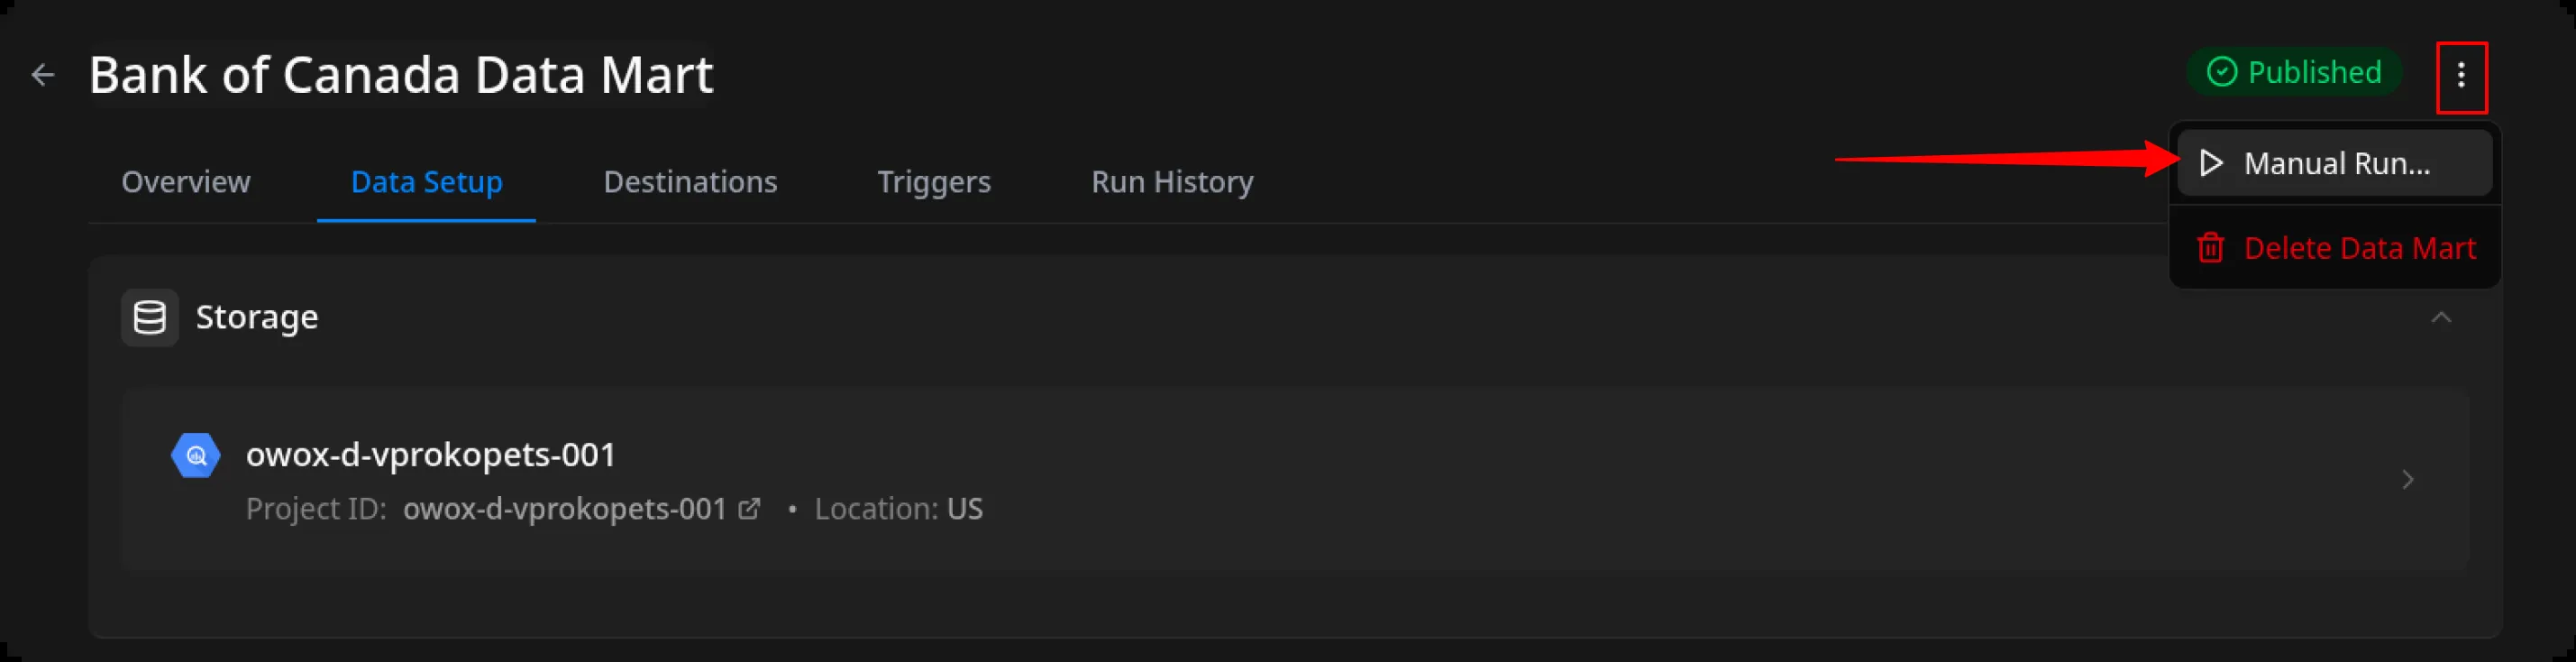 Bank of Canada Data Mart
Published
Manual Run...
Delete Data Mart
Overview Data Setup Destinations Triggers Run History
Storage
owox-d-vprokopets-001
Project ID: owox-d-vprokopets-001 • Location: US